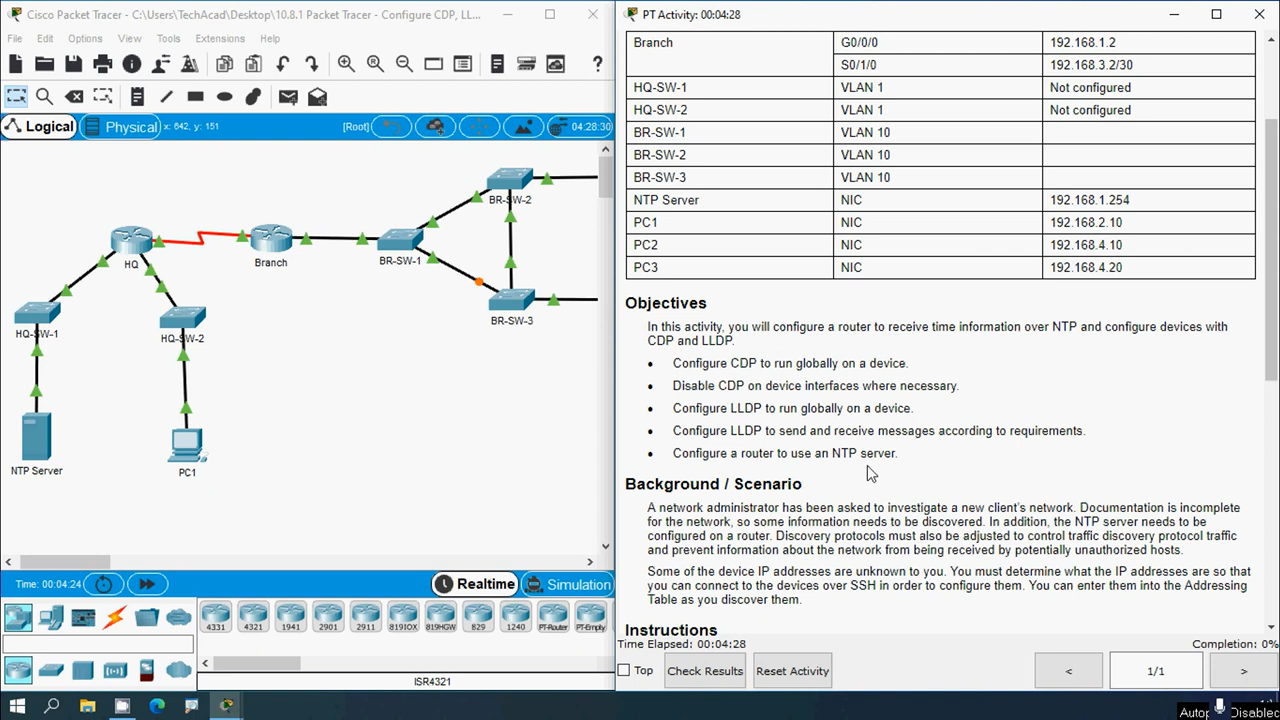 Cisco Packet Tracer - C:\Users\TechAcad\Desktop\10.8.1 Packet Tracer - Configure CDP, LL...
File Edit Options View Tools Extensions Help
Logical Physical x: 642, y: 151 [Root] 04:28:30
BR-SW-2
HQ
Branch
BR-SW-1
BR-SW-3
HQ-SW-1
HQ-SW-2
NTP Server
PC1
Time: 00:04:24 Realtime Simulation
4331 4321 1941 2901 2911 819IOX 819HGW 829 1240 PT-Router PT-Empty
ISR4321
PT Activity: 00:04:28
Branch G0/0/0 192.168.1.2
S0/1/0 192.168.3.2/30
HQ-SW-1 VLAN 1 Not configured
HQ-SW-2 VLAN 1 Not configured
BR-SW-1 VLAN 10
BR-SW-2 VLAN 10
BR-SW-3 VLAN 10
NTP Server NIC 192.168.1.254
PC1 NIC 192.168.2.10
PC2 NIC 192.168.4.10
PC3 NIC 192.168.4.20
Objectives
In this activity, you will configure a router to receive time information over NTP and configure devices with
CDP and LLDP.
• Configure CDP to run globally on a device.
• Disable CDP on device interfaces where necessary.
• Configure LLDP to run globally on a device.
• Configure LLDP to send and receive messages according to requirements.
• Configure a router to use an NTP server.
Background / Scenario
A network administrator has been asked to investigate a new client's network. Documentation is incomplete
for the network, so some information needs to be discovered. In addition, the NTP server needs to be
configured on a router. Discovery protocols must also be adjusted to control traffic discovery protocol traffic
and prevent information about the network from being received by potentially unauthorized hosts.
Some of the device IP addresses are unknown to you. You must determine what the IP addresses are so that
you can connect to the devices over SSH in order to configure them. You can enter them into the Addressing
Table as you discover them.
Instructions
Time Elapsed: 00:04:28 Completion: 0%
Top Check Results Reset Activity < 1/1 >
Disabled